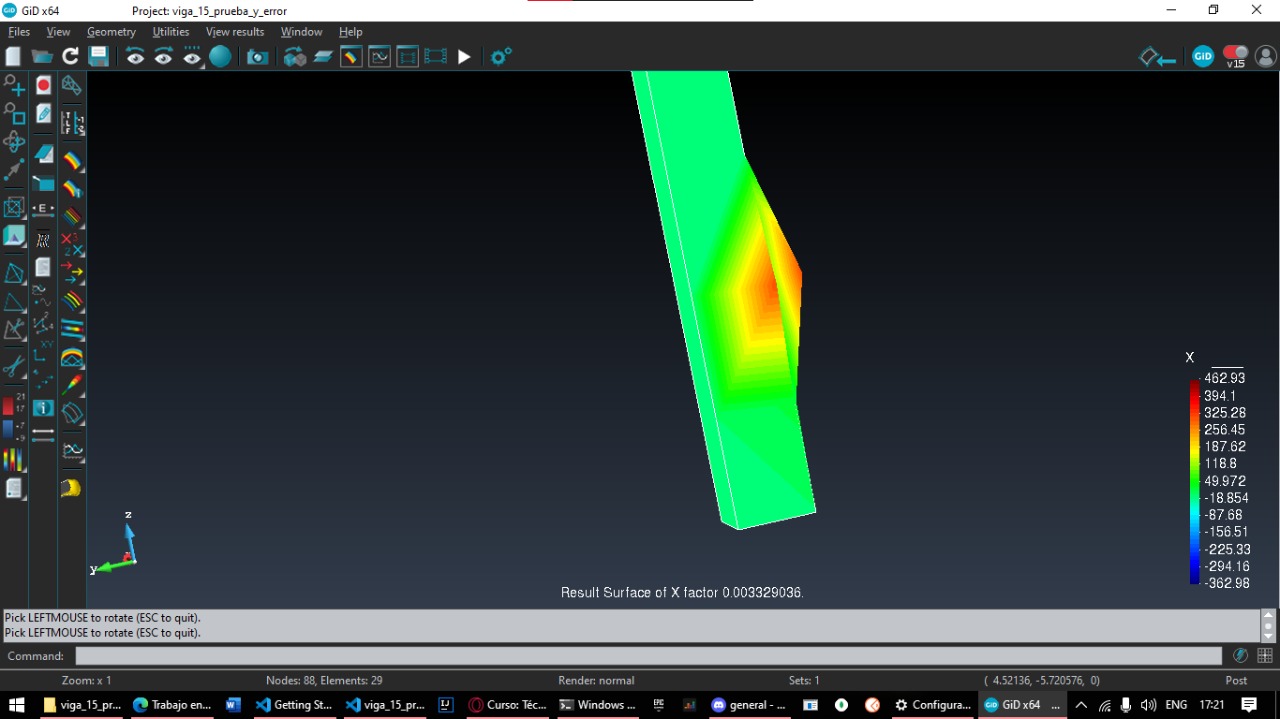 GiD x64
Project: viga_15_prueba_y_error
Files View Geometry Utilities View results Window Help
GiD
v15
E
X
462.93
394.1
325.28
256.45
187.62
118.8
49.972
-18.854
-87.68
-156.51
-225.33
-294.16
-362.98
z
y
Result Surface of X factor 0.003329036.
Pick LEFTMOUSE to rotate (ESC to quit).
Pick LEFTMOUSE to rotate (ESC to quit).
Command:
Zoom: x 1 Nodes: 88, Elements: 29 Render: normal Sets: 1 ( 4.52136, -5.720576, 0) Post
viga_15_pr... Trabajo en... Getting St... viga_15_p... Curso: Téc... Windows ... general - ... Configura... GiD x64 ... ENG 17:21